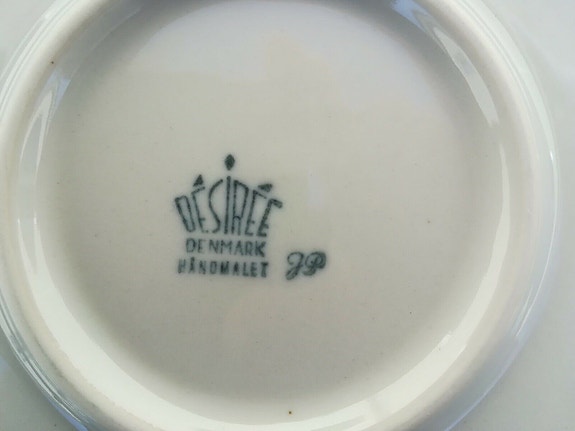 DÉSIRÉE
DENMARK
HÅNDMALET JP